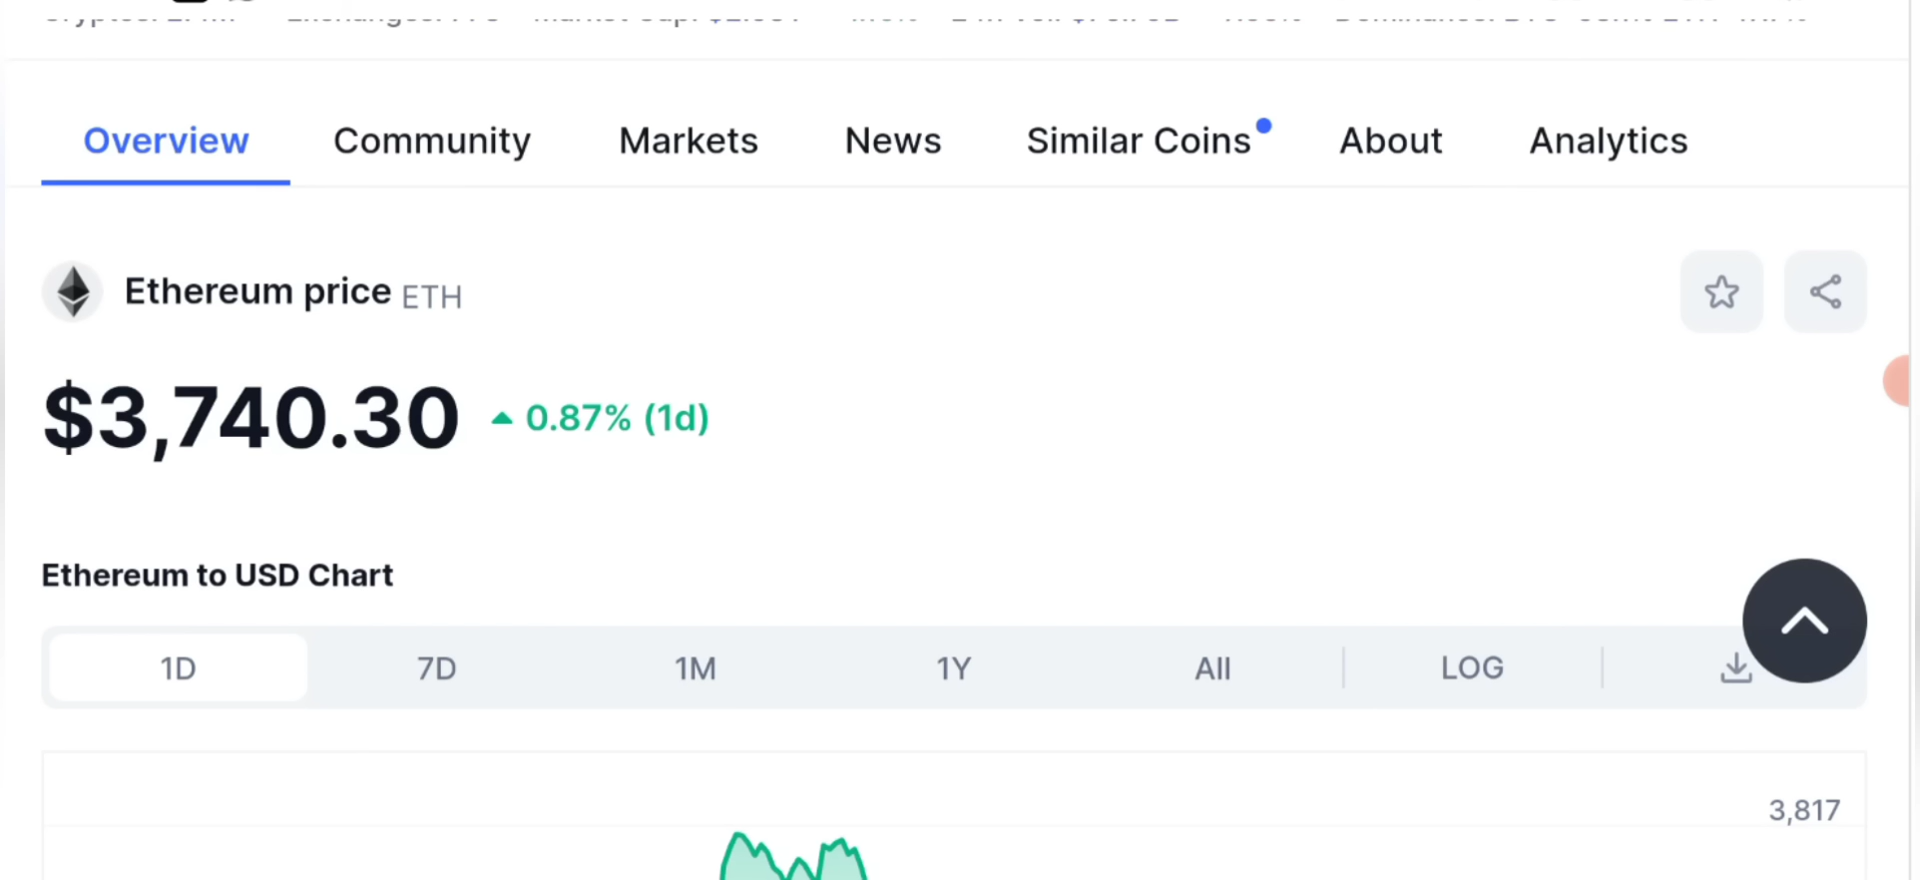 Overview Community Markets News Similar Coins About Analytics
Ethereum price ETH
$3,740.30 0.87% (1d)
Ethereum to USD Chart
1D 7D 1M 1Y All LOG
3,817